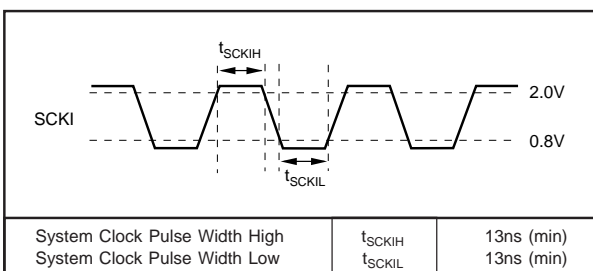 tSCKIH
2.0V
SCKI
0.8V
tSCKIL
System Clock Pulse Width High tSCKIH 13ns (min)
System Clock Pulse Width Low tSCKIL 13ns (min)